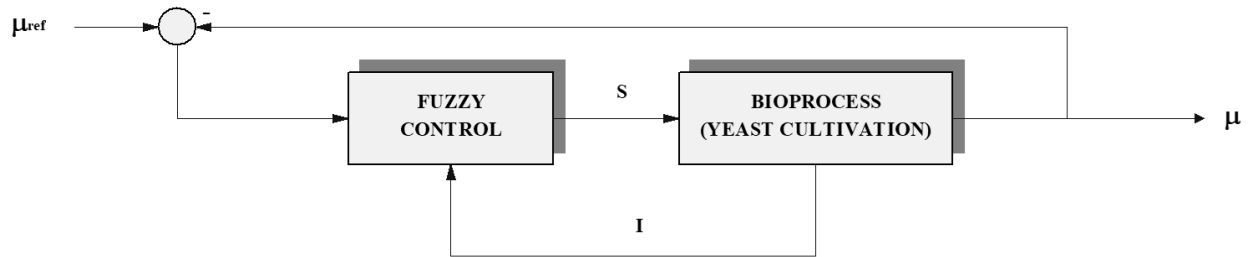 -
μref
S
FUZZY
CONTROL
BIOPROCESS
(YEAST CULTIVATION)
μ
I